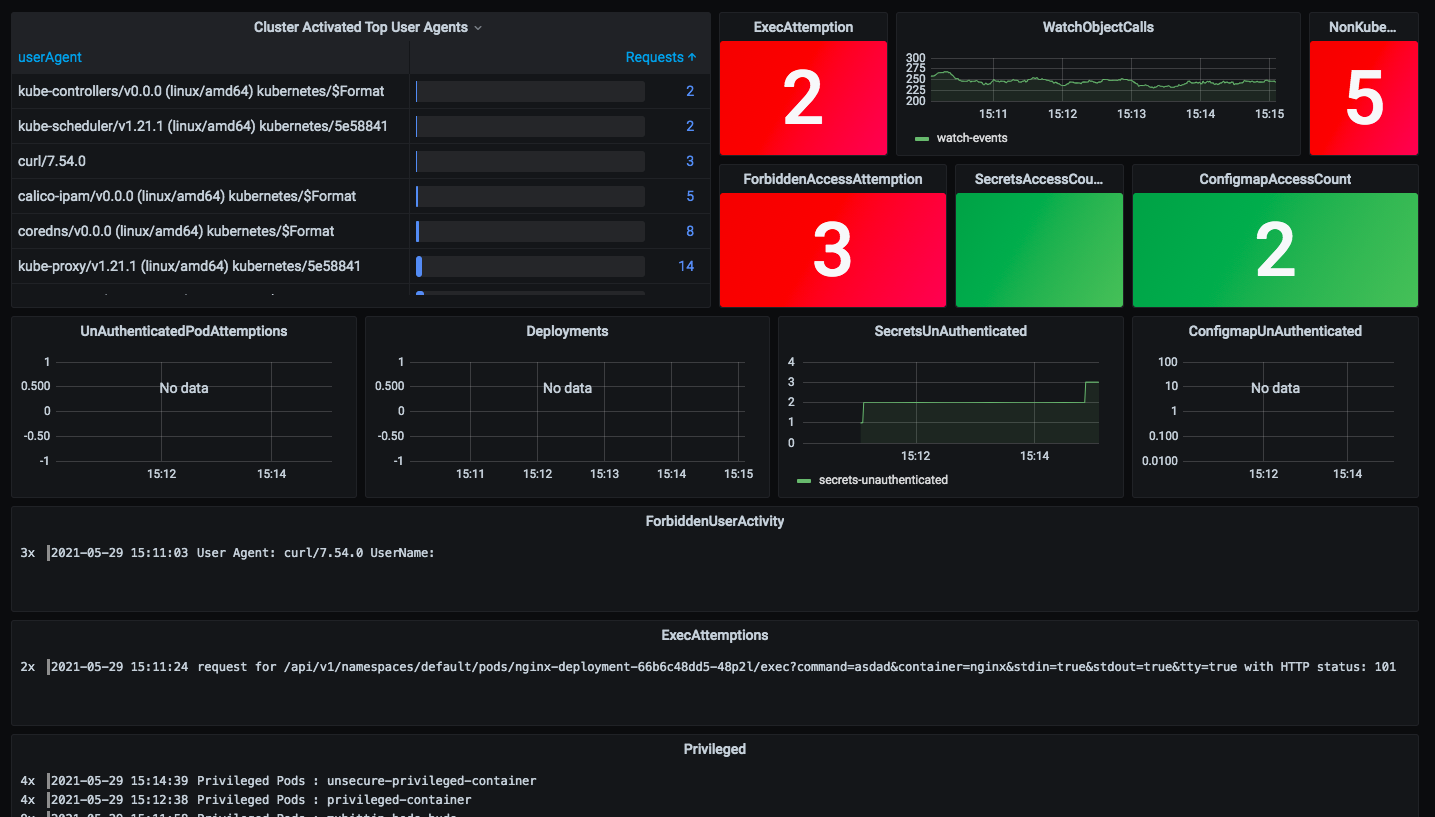 Cluster Activated Top User Agents
userAgent Requests
kube-controllers/v0.0.0 (linux/amd64) kubernetes/$Format 2
kube-scheduler/v1.21.1 (linux/amd64) kubernetes/5e58841 2
curl/7.54.0 3
calico-ipam/v0.0.0 (linux/amd64) kubernetes/$Format 5
coredns/v0.0.0 (linux/amd64) kubernetes/$Format 8
kube-proxy/v1.21.1 (linux/amd64) kubernetes/5e58841 14
ExecAttemption
2
WatchObjectCalls
300
275
250
225
200
15:11 15:12 15:13 15:14 15:15
watch-events
NonKube...
5
ForbiddenAccessAttemption
3
SecretsAccessCou...
ConfigmapAccessCount
2
UnAuthenticatedPodAttemptions
1
0.500
No data
0
-0.50
-1
15:12 15:14
Deployments
1
0.500
No data
0
-0.50
-1
15:11 15:12 15:13 15:14 15:15
SecretsUnAuthenticated
4
3
2
1
0
15:12 15:14
secrets-unauthenticated
ConfigmapUnAuthenticated
100
10
No data
1
0.100
0.0100
15:12 15:14
ForbiddenUserActivity
3x 2021-05-29 15:11:03 User Agent: curl/7.54.0 UserName:
ExecAttemptions
2x 2021-05-29 15:11:24 request for /api/v1/namespaces/default/pods/nginx-deployment-66b6c48dd5-48p2l/exec?command=asdad&container=nginx&stdin=true&stdout=true&tty=true with HTTP status: 101
Privileged
4x 2021-05-29 15:14:39 Privileged Pods : unsecure-privileged-container
4x 2021-05-29 15:12:38 Privileged Pods : privileged-container
2021-05-29 Privileged Pods :